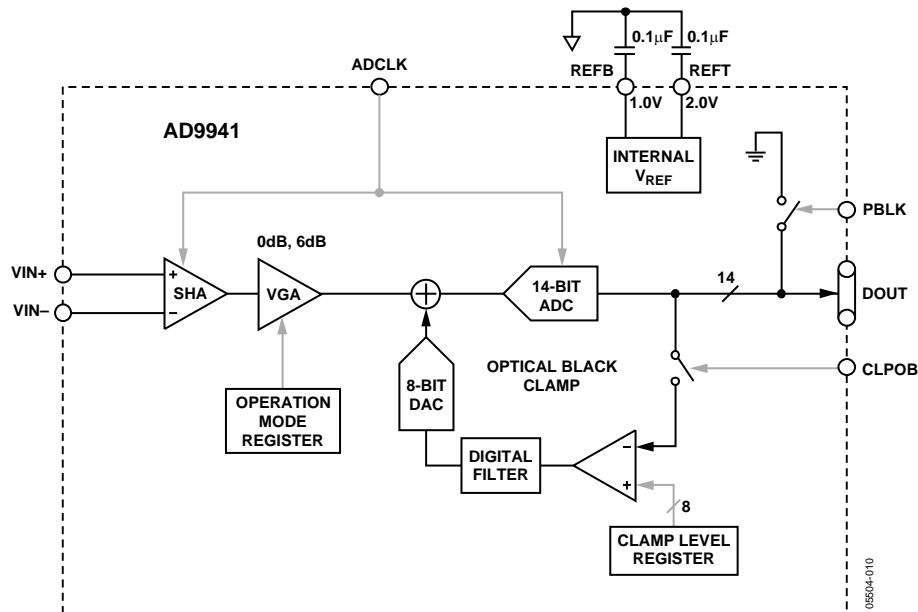 0.1µF 0.1µF
ADCLK
REFB REFT
1.0V 2.0V
AD9941
INTERNAL
VREF
PBLK
0dB, 6dB
VIN+
VIN–
+
–
SHA
VGA
+
14-BIT
ADC
14
DOUT
OPTICAL BLACK
CLAMP
CLPOB
8-BIT
DAC
OPERATION
MODE
REGISTER
DIGITAL
FILTER
–
+
8
CLAMP LEVEL
REGISTER
05504-010